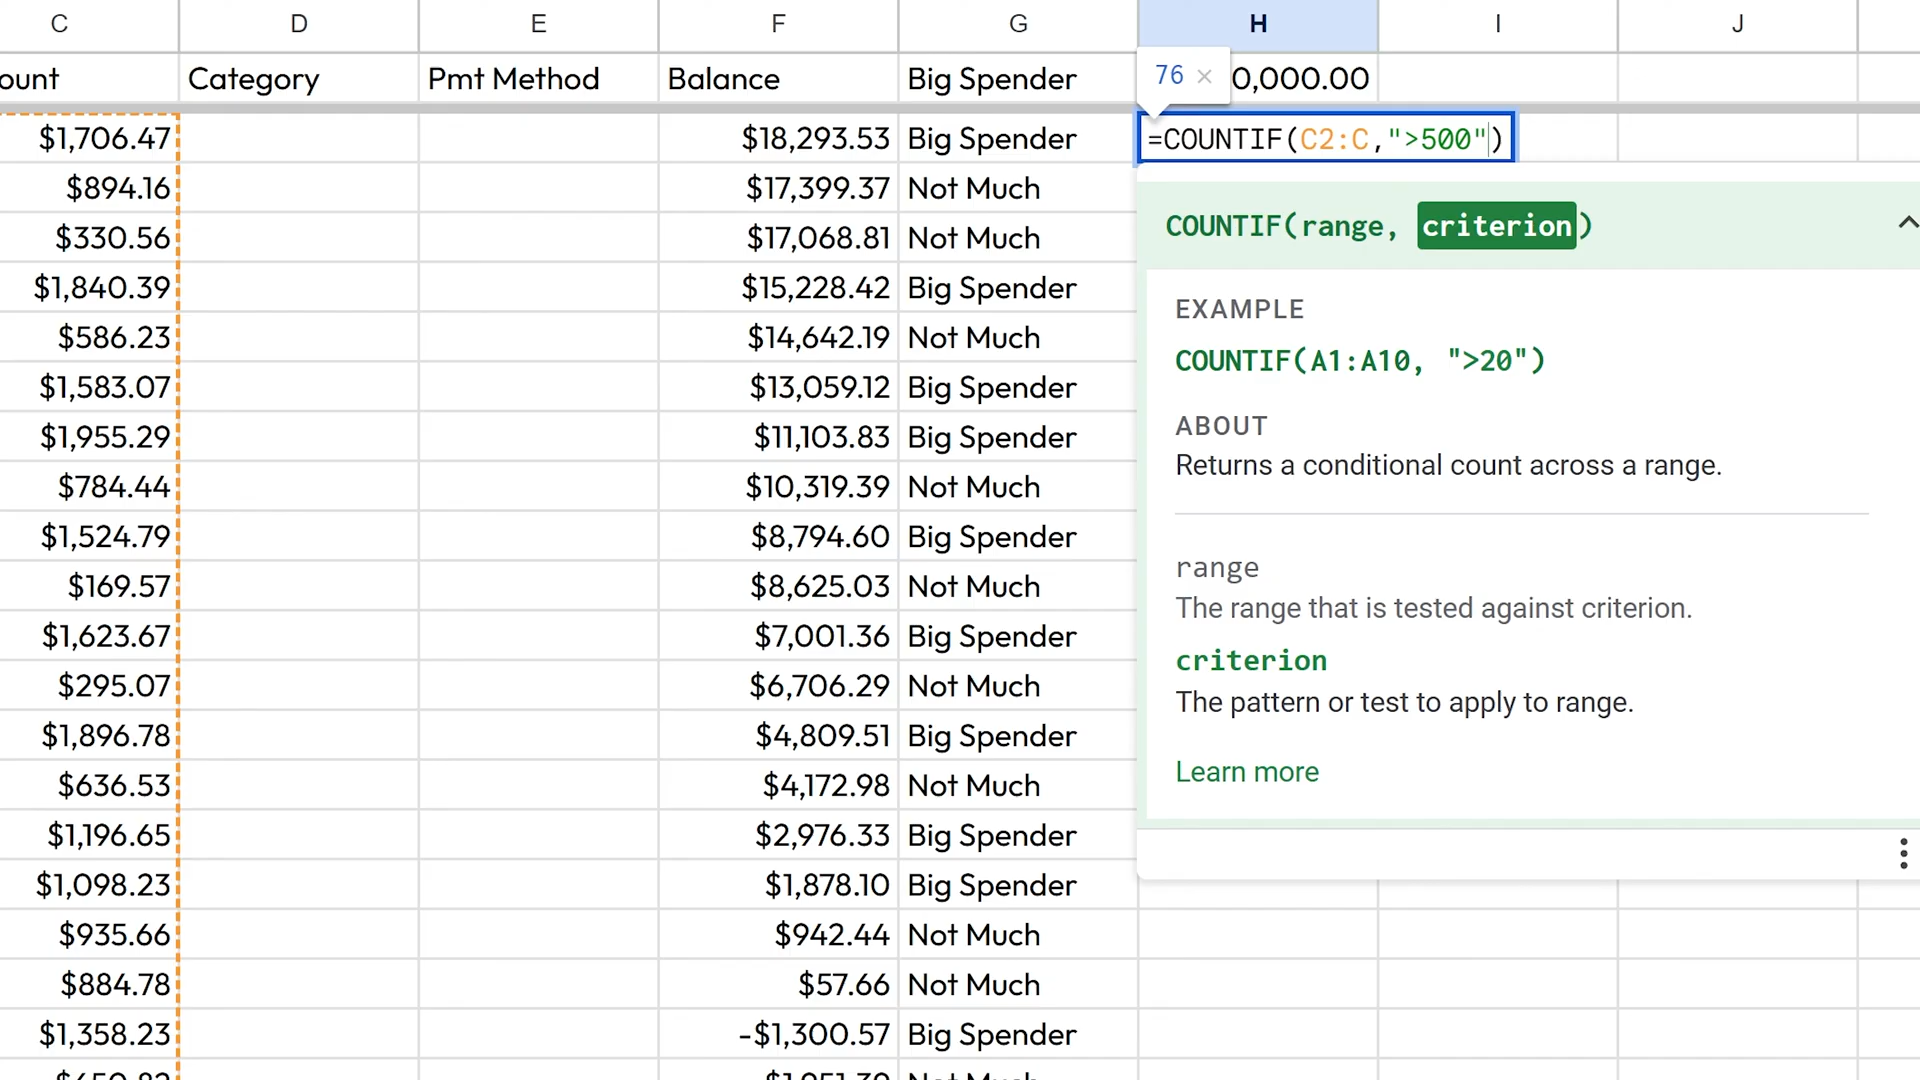 C D E F G H I J
ount Category Pmt Method Balance Big Spender 0,000.00
76 ×
$1,706.47 $18,293.53 Big Spender =COUNTIF(C2:C,">500")
$894.16 $17,399.37 Not Much
$330.56 $17,068.81 Not Much
$1,840.39 $15,228.42 Big Spender
$586.23 $14,642.19 Not Much
$1,583.07 $13,059.12 Big Spender
$1,955.29 $11,103.83 Big Spender
$784.44 $10,319.39 Not Much
$1,524.79 $8,794.60 Big Spender
$169.57 $8,625.03 Not Much
$1,623.67 $7,001.36 Big Spender
$295.07 $6,706.29 Not Much
$1,896.78 $4,809.51 Big Spender
$636.53 $4,172.98 Not Much
$1,196.65 $2,976.33 Big Spender
$1,098.23 $1,878.10 Big Spender
$935.66 $942.44 Not Much
$884.78 $57.66 Not Much
$1,358.23 -$1,300.57 Big Spender
Not Much
COUNTIF(range, criterion)
EXAMPLE
COUNTIF(A1:A10, ">20")
ABOUT
Returns a conditional count across a range.
range
The range that is tested against criterion.
criterion
The pattern or test to apply to range.
Learn more